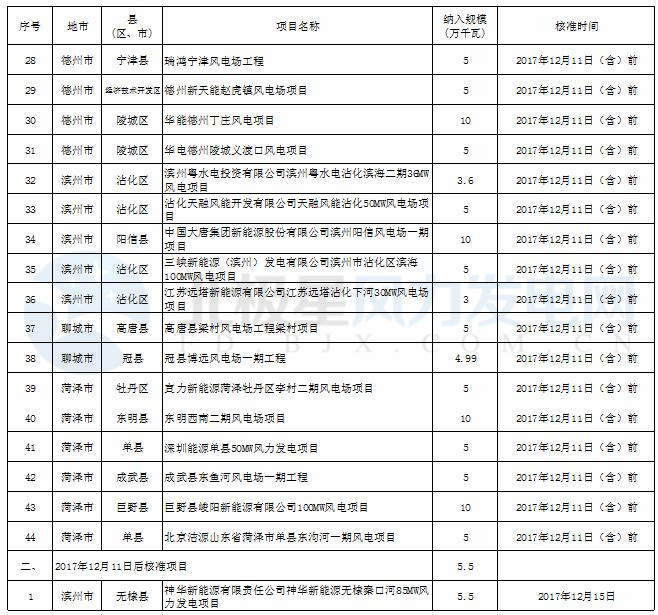 序号 地市 县 项目名称 纳入规模 核准时间
（区、市） （万千瓦）
28 德州市 宁津县 瑞鸿宁津风电场工程 5 2017年12月11日（含）前
29 德州市 经济技术开发区 德州新天能赵虎镇风电场项目 5 2017年12月11日（含）前
30 德州市 陵城区 华能德州丁庄风电项目 10 2017年12月11日（含）前
31 德州市 陵城区 华电德州陵城义渡口风电项目 5 2017年12月11日（含）前
32 滨州市 沾化区 滨州粤水电投资有限公司滨州粤水电沾化滨海二期36MW
风电项目 3.6 2017年12月11日（含）前
33 滨州市 沾化区 沾化天融风能开发有限公司天融风能沾化50MW风电场项
目 5 2017年12月11日（含）前
34 滨州市 阳信县 中国大唐集团新能源股份有限公司滨州阳信风电场一期
项目 10 2017年12月11日（含）前
35 滨州市 沾化区 三峡新能源（滨州）发电有限公司滨州市沾化区滨海
100MW风电项目 5 2017年12月11日（含）前
36 滨州市 沾化区 江苏远塔新能源有限公司江苏远塔沾化下河30MW风电场
项目 3 2017年12月11日（含）前
37 聊城市 高唐县 高唐县梁村风电场工程梁村项目 5 2017年12月11日（含）前
38 聊城市 冠县 冠县博远风电场一期工程 4.99 2017年12月11日（含）前
39 菏泽市 牡丹区 新能源菏泽牡丹区李村二期风电场项目 5 2017年12月11日（含）前
40 菏泽市 东明县 东明西南二期风电场项目 10 2017年12月11日（含）前
41 菏泽市 单县 深圳能源单县50MW风力发电项目 5 2017年12月11日（含）前
42 菏泽市 成武县 成武县东鱼河风电场一期工程 5 2017年12月11日（含）前
43 菏泽市 巨野县 巨野县峻阳新能源有限公司100MW风电项目 10 2017年12月11日（含）前
44 菏泽市 单县 北京洁源山东省菏泽市单县东沟河一期风电项目 5 2017年12月11日（含）前
二、 2017年12月11日后核准项目 5.5
1 滨州市 无棣县 神华新能源有限责任公司神华新能源无棣秦口河85MW风
力发电项目 5.5 2017年12月15日
北极星风力发电网
FD.BJX.COM.CN